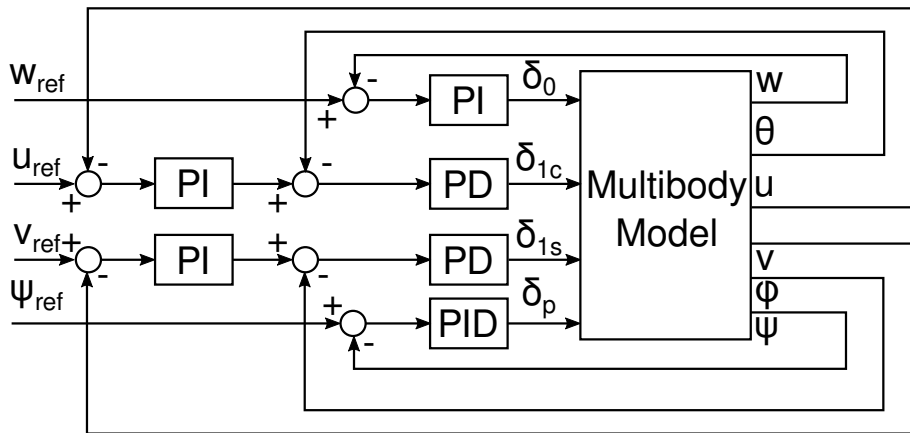 w_ref
-
+
PI
δ_0
w
θ
u_ref
-
+
PI
-
+
PD
δ_1c
u
Multibody
Model
v_ref
+
-
PI
+
-
PD
δ_1s
v
φ
ψ_ref
+
-
PID
δ_p
ψ